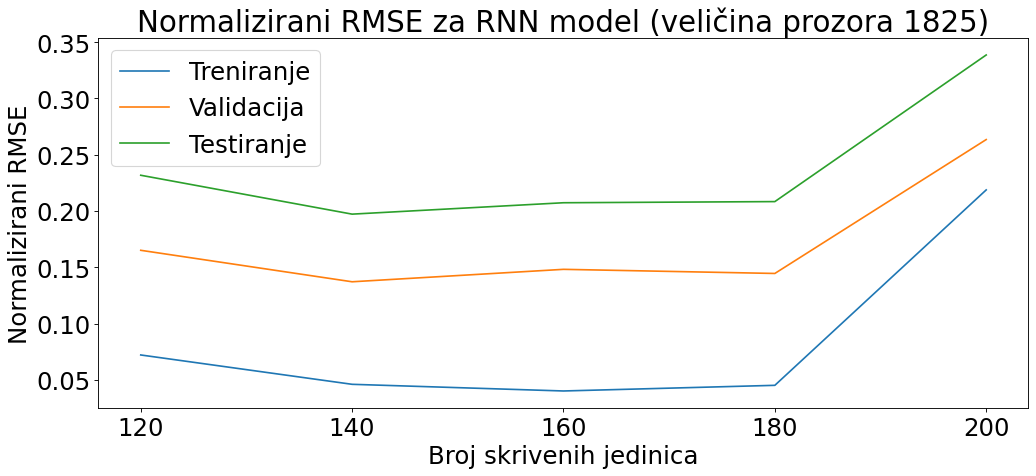 Normalizirani RMSE za RNN model (veličina prozora 1825)
Normalizirani RMSE
0.35
0.30
0.25
0.20
0.15
0.10
0.05
Treniranje
Validacija
Testiranje
120 140 160 180 200
Broj skrivenih jedinica